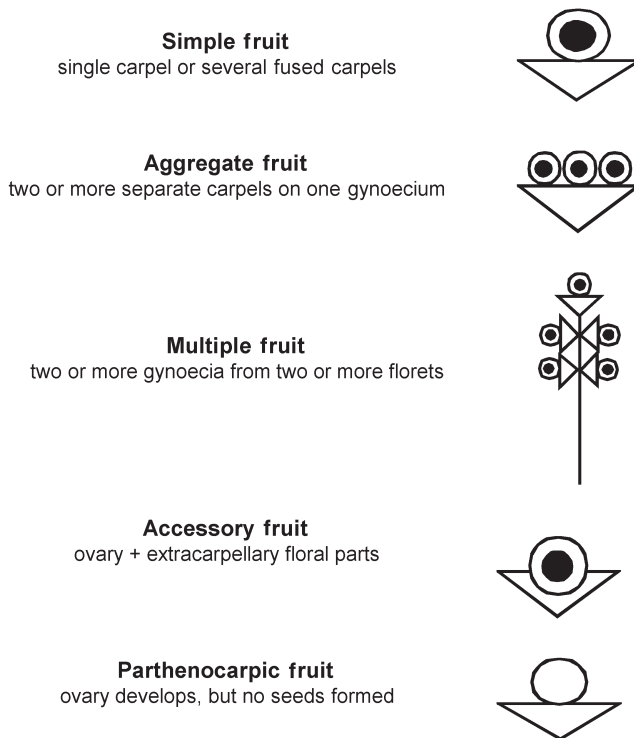 Simple fruit
single carpel or several fused carpels
Aggregate fruit
two or more separate carpels on one gynoecium
Multiple fruit
two or more gynoecia from two or more florets
Accessory fruit
ovary + extracarpellary floral parts
Parthenocarpic fruit
ovary develops, but no seeds formed